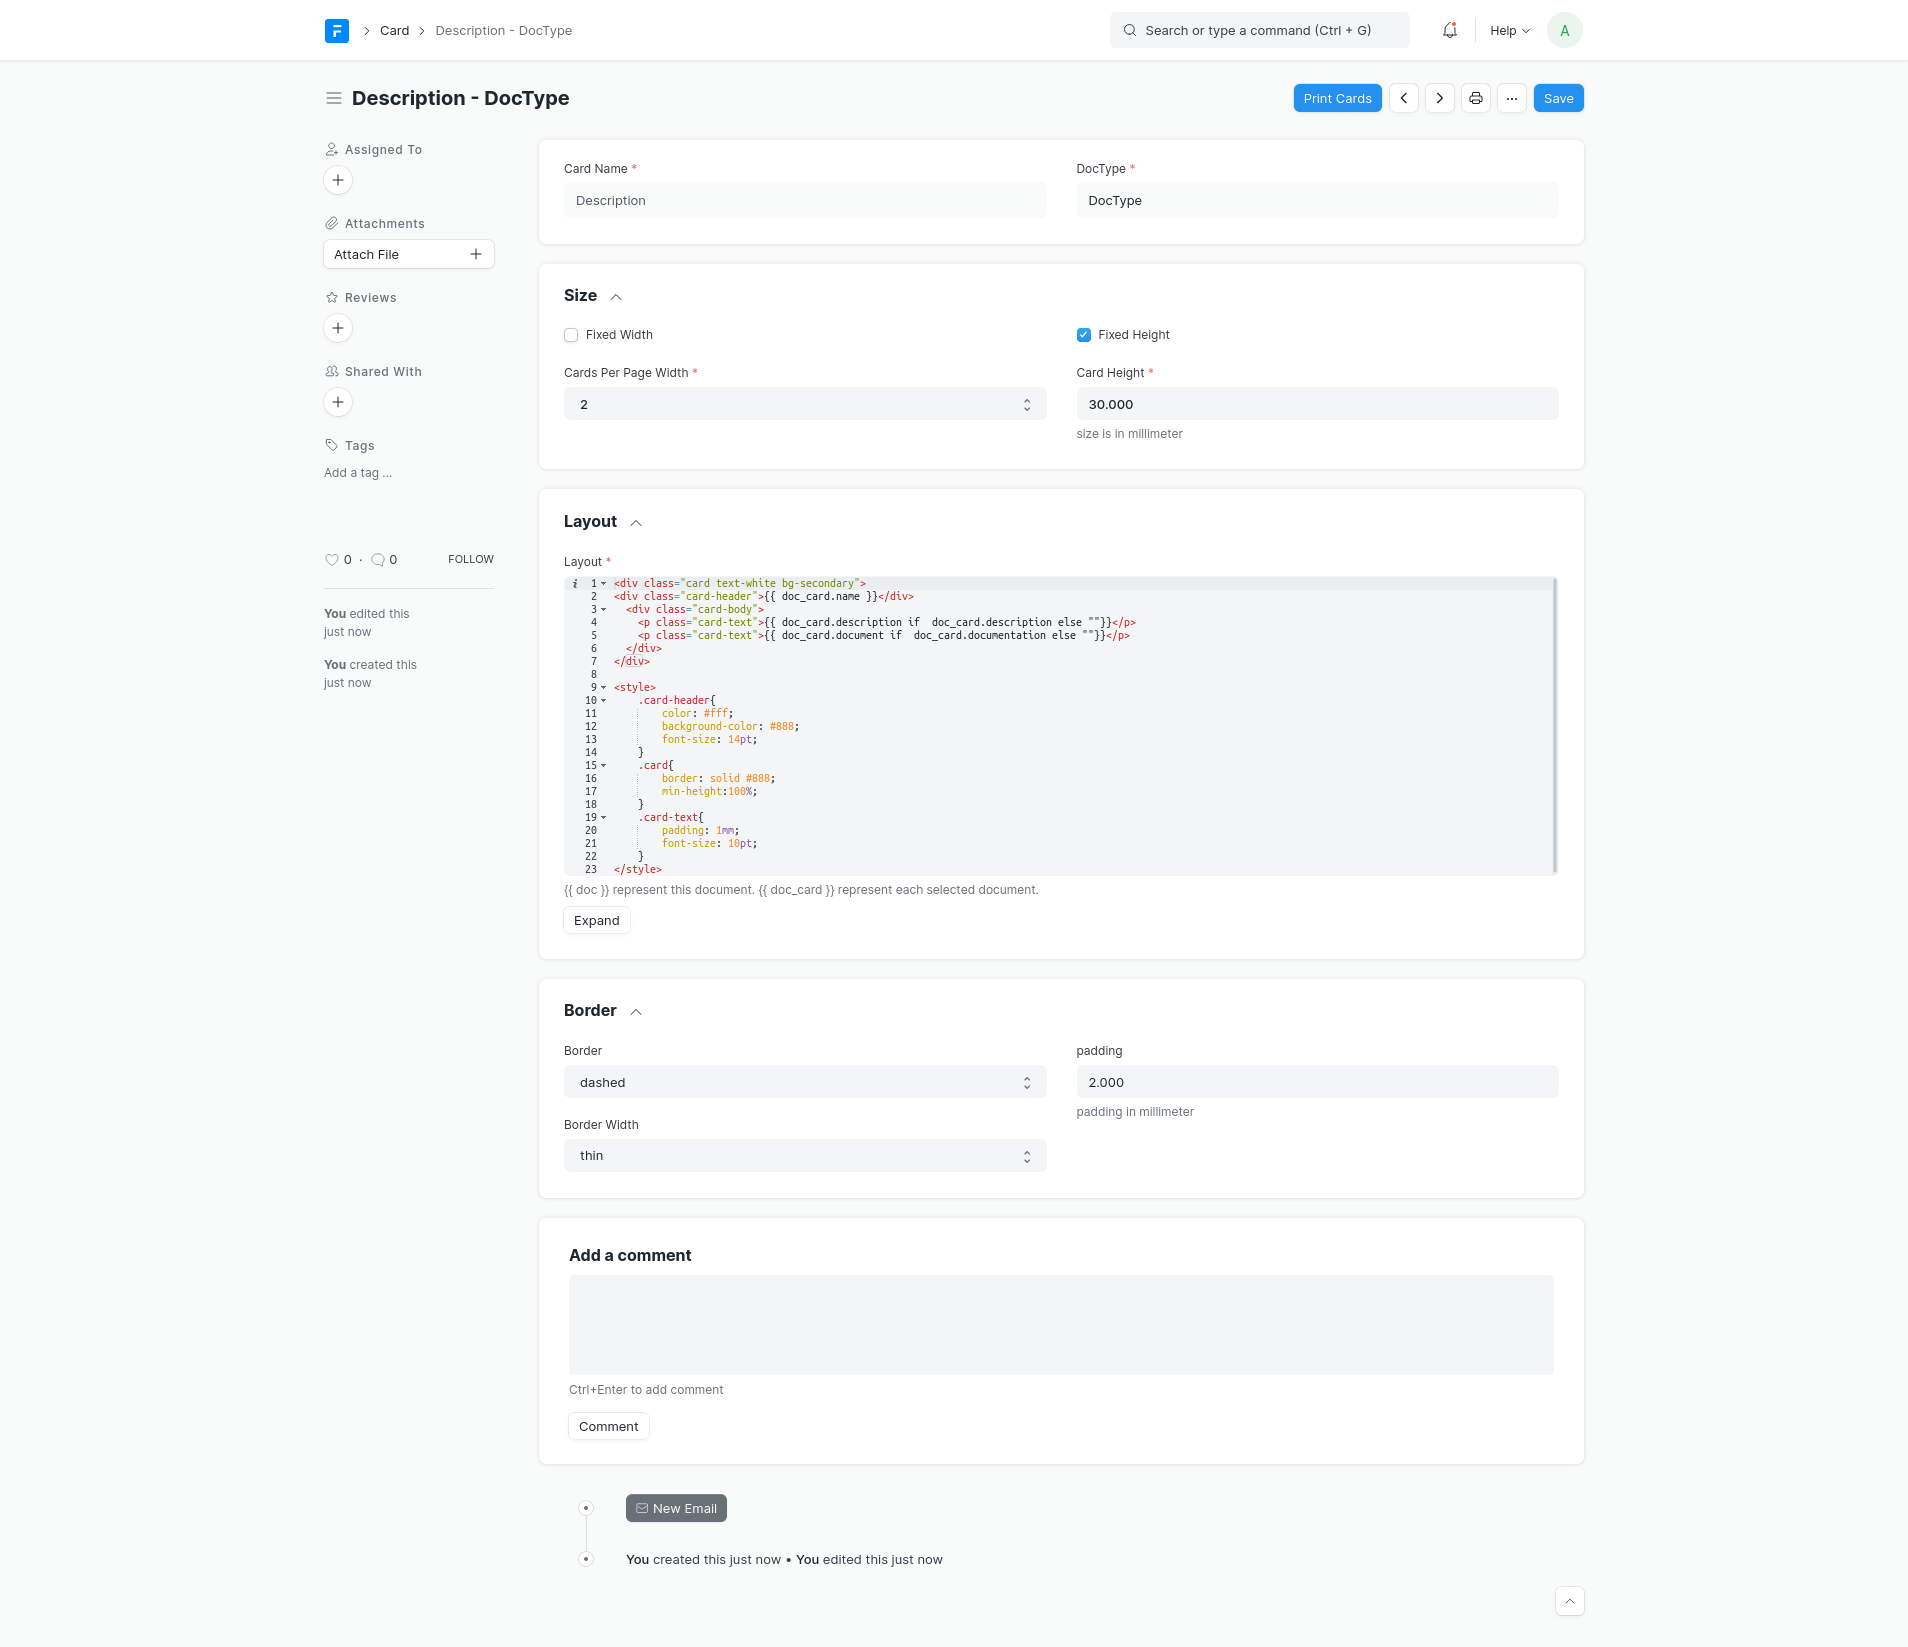 Card
Description - DocType
Search or type a command (Ctrl + G)
Help
A
Description - DocType
Print Cards
Save
Assigned To
Attachments
Attach File
Reviews
Shared With
Tags
Add a tag ...
0 · 0
FOLLOW
You edited this
just now
You created this
just now
Card Name *
Description
DocType *
DocType
Size
Fixed Width
Fixed Height
Cards Per Page Width *
2
Card Height *
30.000
size is in millimeter
Layout
Layout *
i 1 <div class="card text-white bg-secondary">
2 <div class="card-header">{{ doc_card.name }}</div>
3   <div class="card-body">
4     <p class="card-text">{{ doc_card.description if  doc_card.description else ""}}</p>
5     <p class="card-text">{{ doc_card.document if  doc_card.documentation else ""}}</p>
6   </div>
7 </div>
8
9 <style>
10     .card-header{
11         color: #fff;
12         background-color: #888;
13         font-size: 14pt;
14     }
15     .card{
16         border: solid #888;
17         min-height:100%;
18     }
19     .card-text{
20         padding: 1mm;
21         font-size: 10pt;
22     }
23 </style>
{{ doc }} represent this document. {{ doc_card }} represent each selected document.
Expand
Border
Border
dashed
padding
2.000
padding in millimeter
Border Width
thin
Add a comment
Ctrl+Enter to add comment
Comment
New Email
You created this just now • You edited this just now